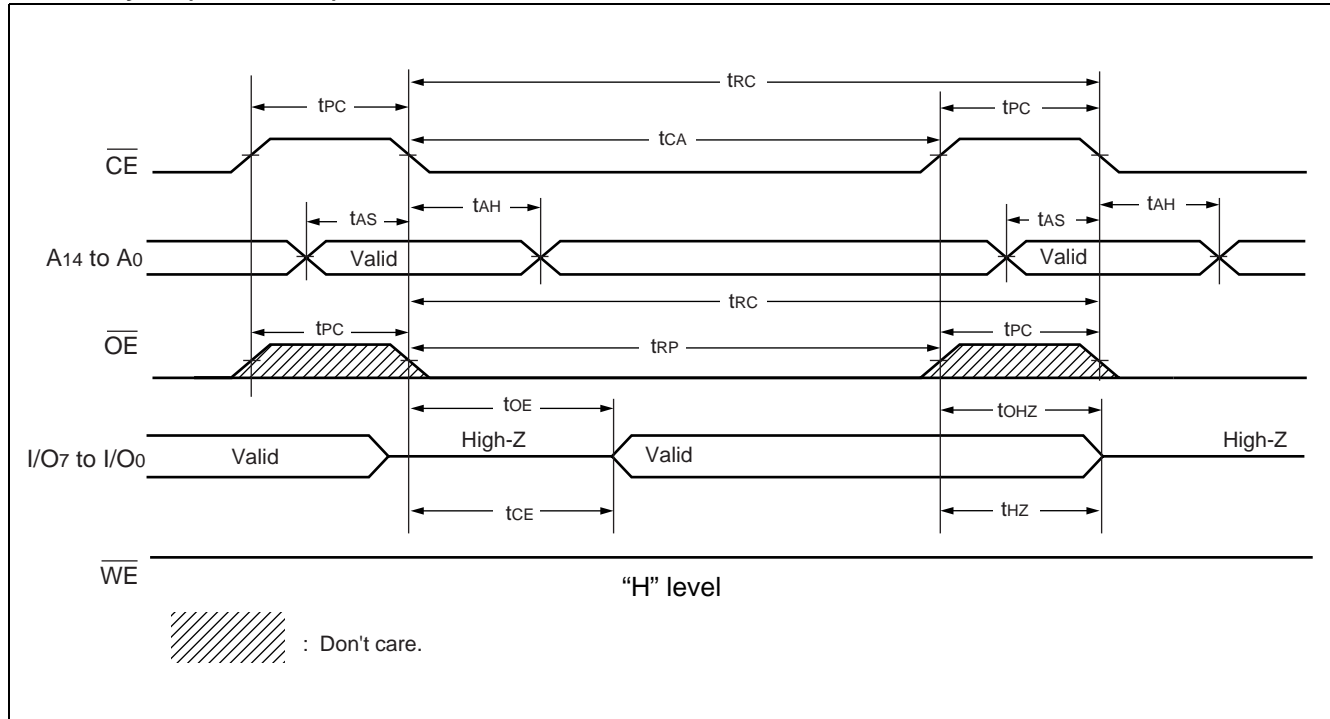 tRC
tPC tPC
tCA
CE
tAS tAH tAS tAH
A14 to A0 Valid Valid
tRC
tPC tPC
OE tRP
tOE tOHZ
High-Z High-Z
I/O7 to I/O0 Valid Valid
tCE tHZ
WE
“H” level
: Don't care.